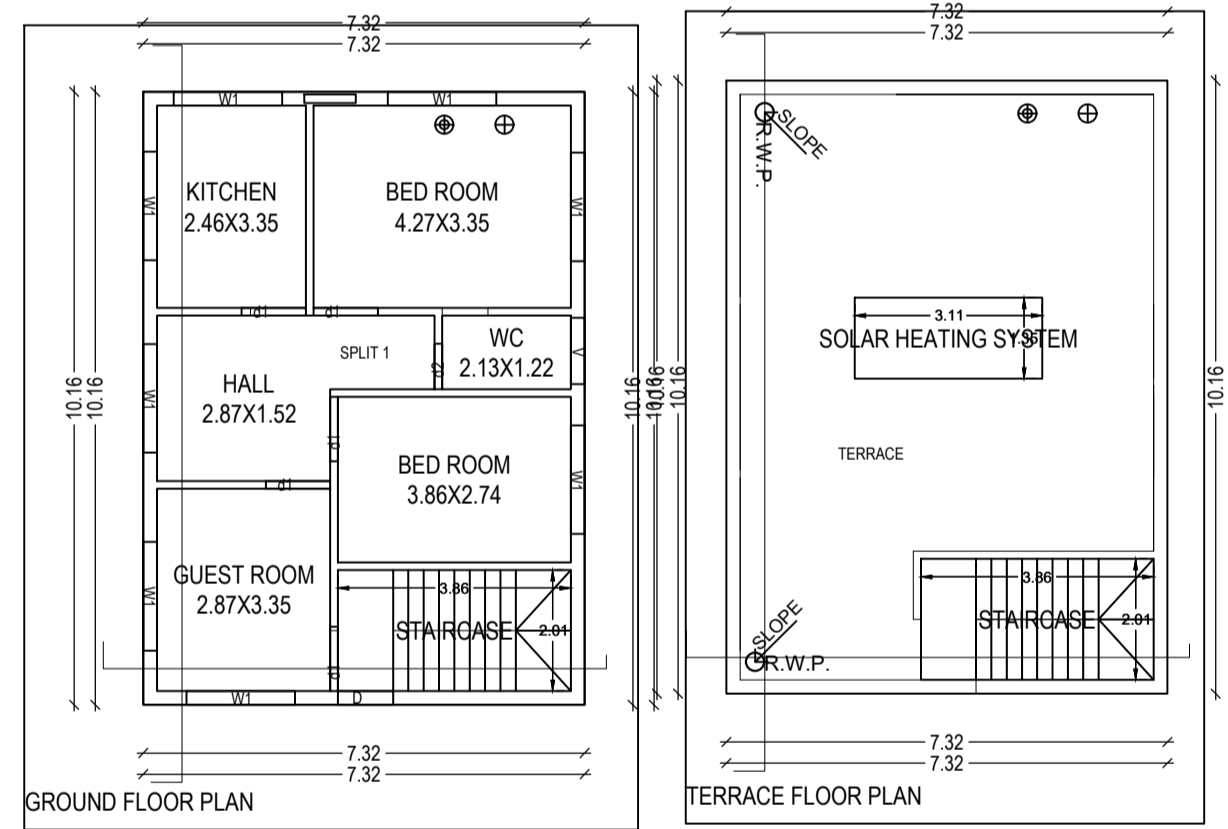 7.32
7.32
W1
W1
KITCHEN
2.46X3.35
BED ROOM
4.27X3.35
W1
W1
10.16
10.16
10.16
d1
d1
SPLIT 1
WC
2.13X1.22
V
d2
HALL
2.87X1.52
W1
d1
BED ROOM
3.86X2.74
W1
d1
GUEST ROOM
2.87X3.35
W1
3.86
STAIRCASE
2.01
d1
W1
D
7.32
7.32
GROUND FLOOR PLAN
7.32
7.32
SLOPE
R.W.P.
10.16
10.16
3.11
SOLAR HEATING SYSTEM
10.16
TERRACE
3.86
STAIRCASE
2.01
SLOPE
R.W.P.
7.32
7.32
TERRACE FLOOR PLAN